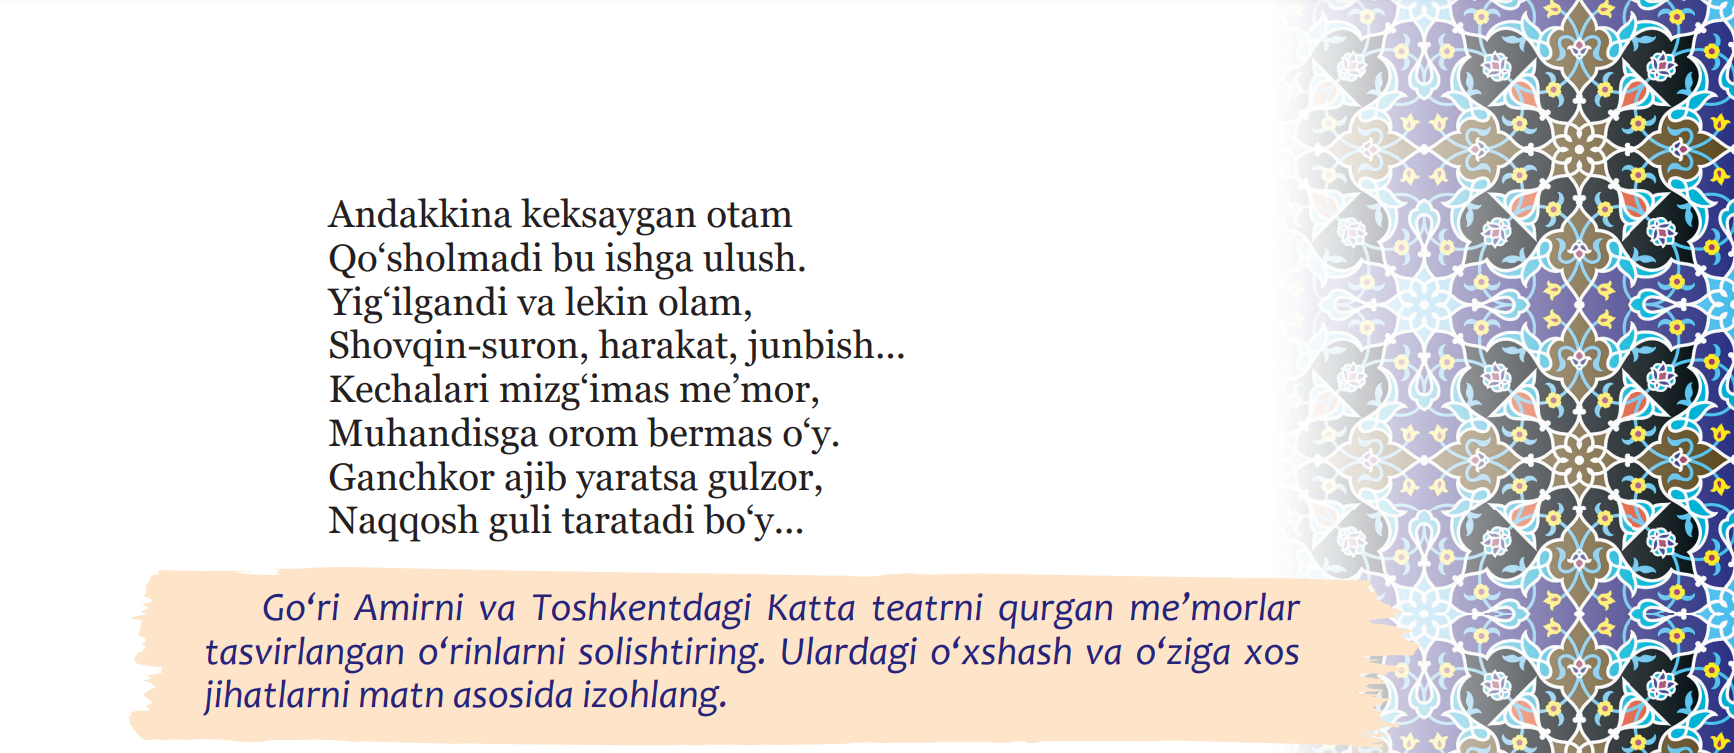 Andakkina keksaygan otam
Qo‘sholmadi bu ishga ulush.
Yig‘ilgandi va lekin olam,
Shovqin-suron, harakat, junbish...
Kechalari mizg‘imas me’mor,
Muhandisga orom bermas o‘y.
Ganchkor ajib yaratsa gulzor,
Naqqosh guli taratadi bo‘y...
Go‘ri Amirni va Toshkentdagi Katta teatrni qurgan me’morlar
tasvirlangan o‘rinlarni solishtiring. Ulardagi o‘xshash va o‘ziga xos
jihatlarni matn asosida izohlang.